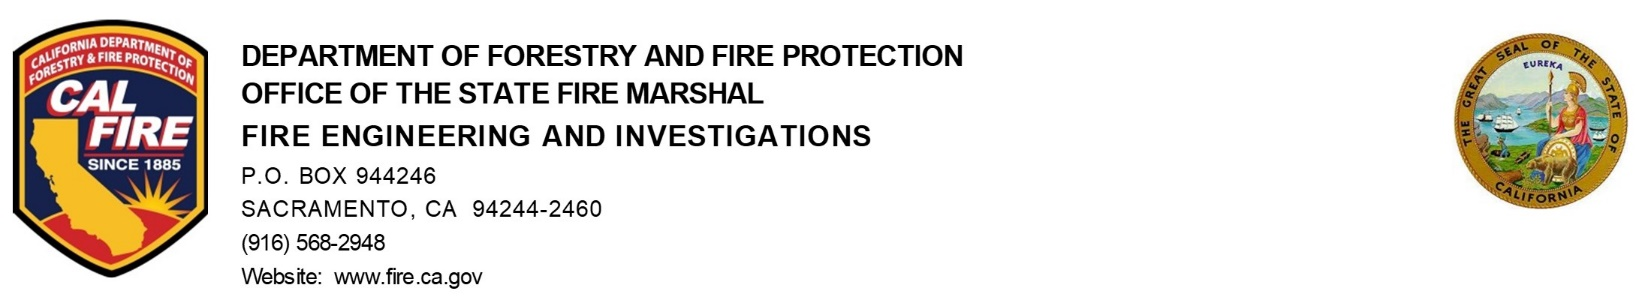 CALIFORNIA DEPARTMENT OF
FORESTRY & FIRE PROTECTION
CAL
FIRE
SINCE 1885
DEPARTMENT OF FORESTRY AND FIRE PROTECTION
OFFICE OF THE STATE FIRE MARSHAL
FIRE ENGINEERING AND INVESTIGATIONS
P.O. BOX 944246
SACRAMENTO, CA  94244-2460
(916) 568-2948
Website:  www.fire.ca.gov
THE GREAT SEAL OF THE STATE OF CALIFORNIA
EUREKA